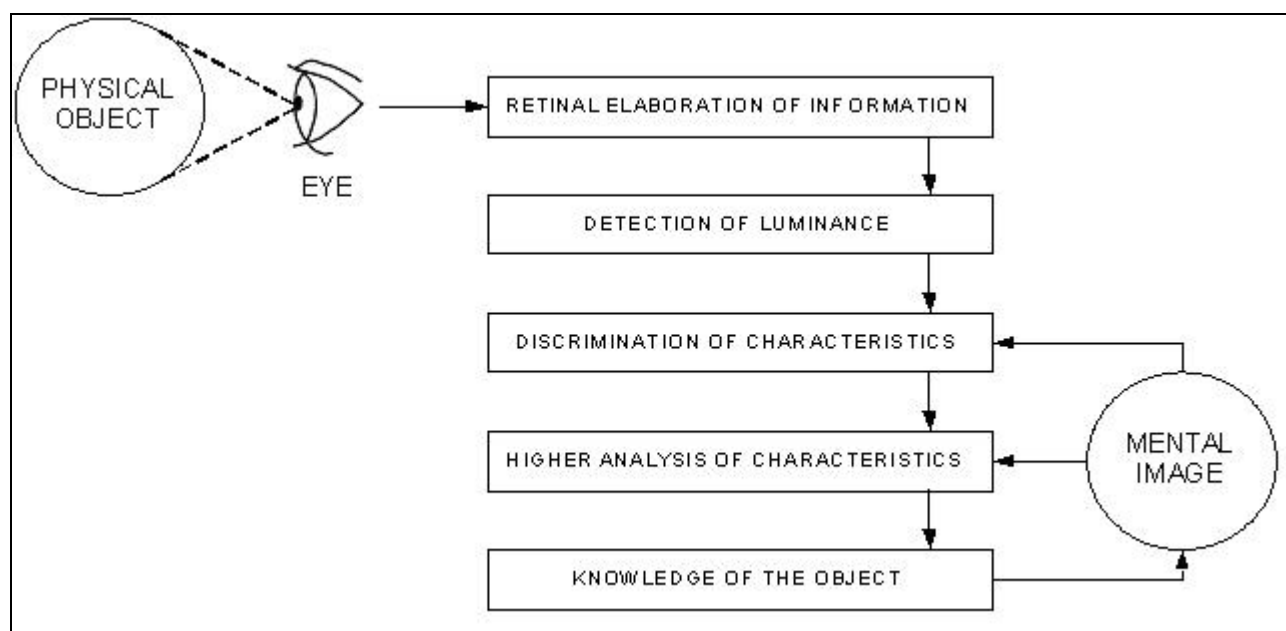 PHYSICAL
OBJECT
EYE
RETINAL ELABORATION OF INFORMATION
DETECTION OF LUMINANCE
DISCRIMINATION OF CHARACTERISTICS
HIGHER ANALYSIS OF CHARACTERISTICS
KNOWLEDGE OF THE OBJECT
MENTAL
IMAGE